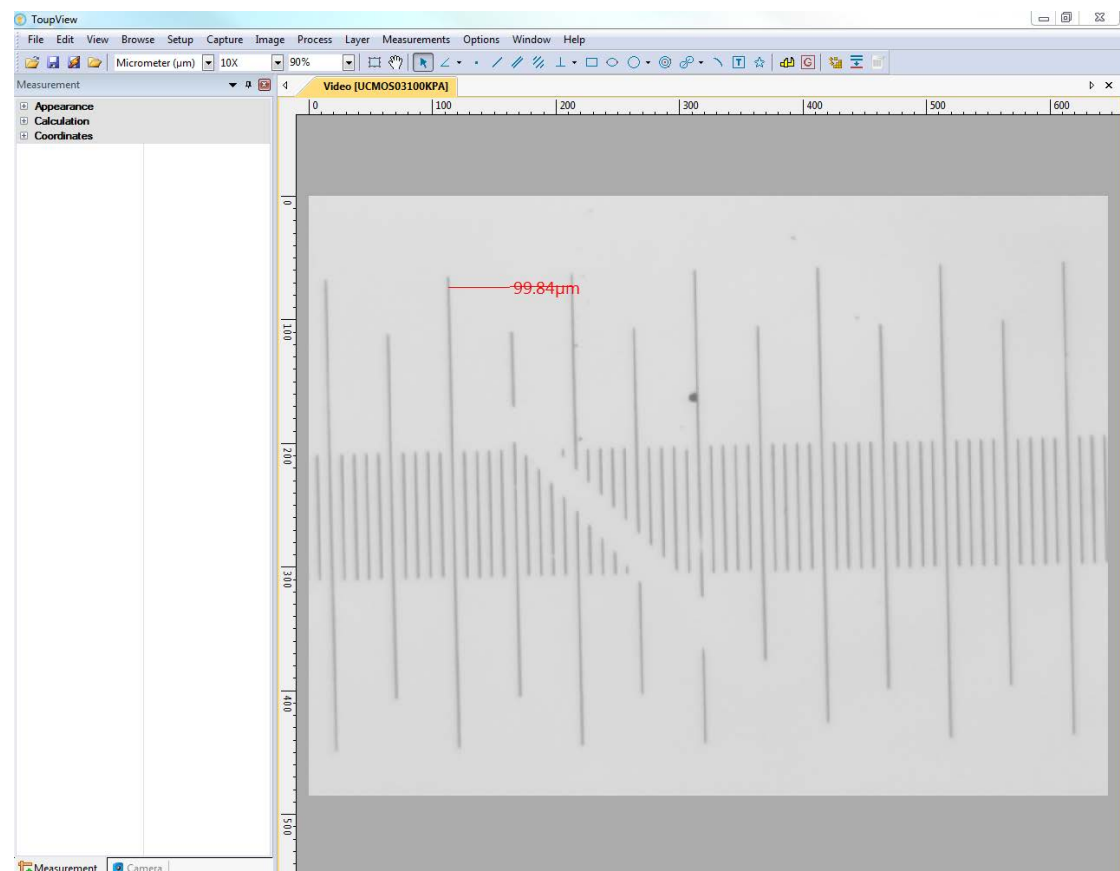 ToupView
File Edit View Browse Setup Capture Image Process Layer Measurements Options Window Help
Micrometer (µm) 10X 90%
Measurement
Video [UCMOS03100KPA]
Appearance
Calculation
Coordinates
0 100 200 300 400 500 600
0
100
200
300
400
500
99.84µm
Measurement Camera